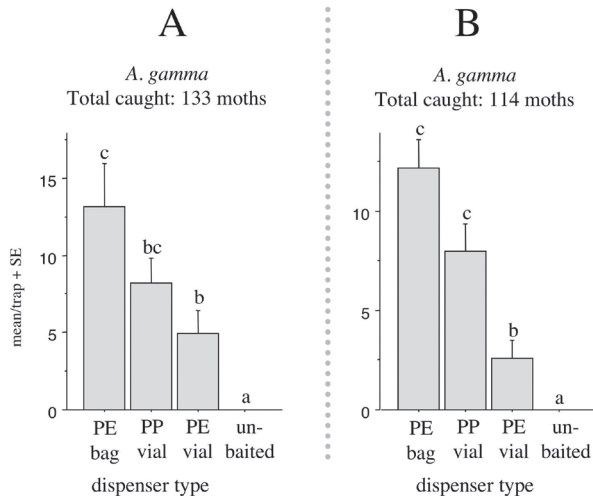 A
A. gamma
Total caught: 133 moths
mean/trap + SE
15
10
5
0
c
bc
b
a
PE bag
PP vial
PE vial
un-baited
dispenser type
B
A. gamma
Total caught: 114 moths
10
5
0
c
c
b
a
PE bag
PP vial
PE vial
un-baited
dispenser type